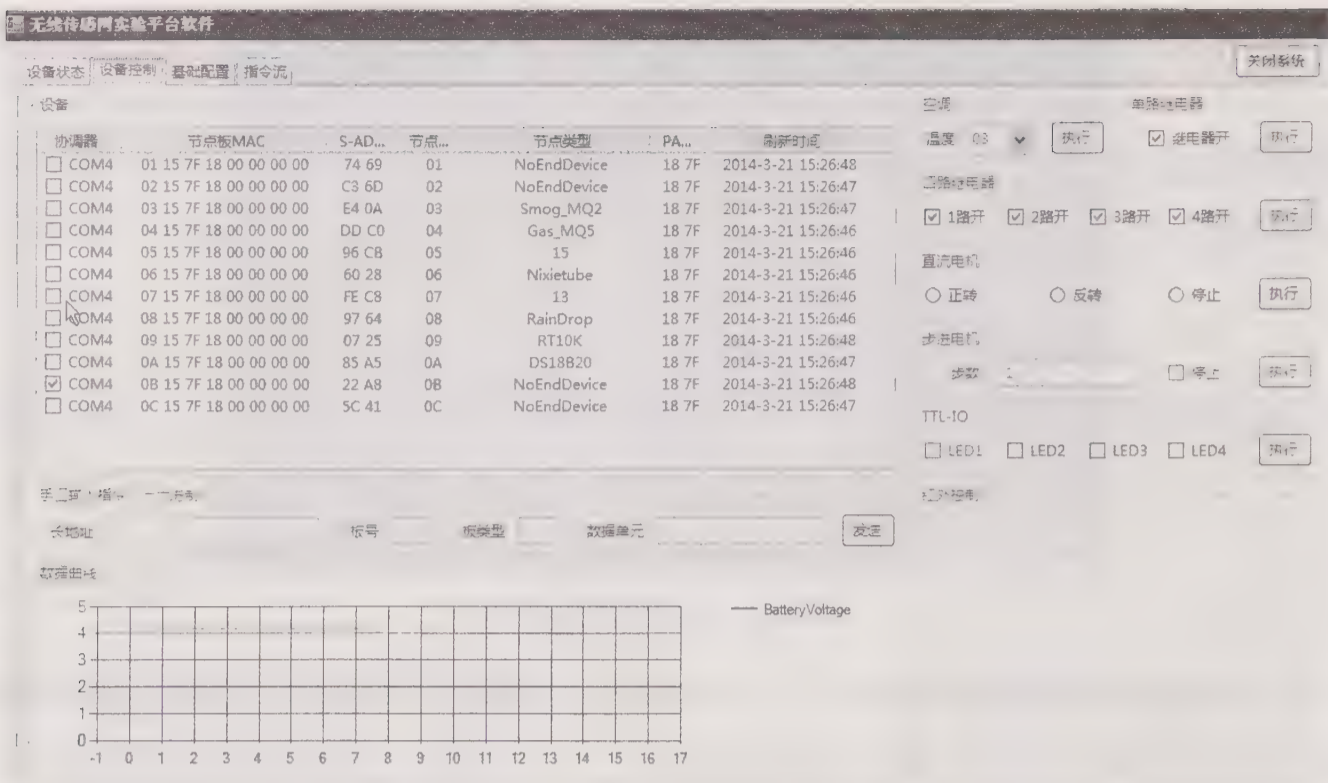 无线传感网实验平台软件
设备状态 设备控制 基础配置 指令流
关闭系统
设备
协调器 节点板MAC S-AD... 节点... 节点类型 PA... 刷新时间
COM4 01 15 7F 18 00 00 00 00 74 69 01 NoEndDevice 18 7F 2014-3-21 15:26:48
COM4 02 15 7F 18 00 00 00 00 C3 6D 02 NoEndDevice 18 7F 2014-3-21 15:26:47
COM4 03 15 7F 18 00 00 00 00 E4 0A 03 Smog_MQ2 18 7F 2014-3-21 15:26:47
COM4 04 15 7F 18 00 00 00 00 DD C0 04 Gas_MQ5 18 7F 2014-3-21 15:26:47
COM4 05 15 7F 18 00 00 00 00 96 CB 05 15 18 7F 2014-3-21 15:26:46
COM4 06 15 7F 18 00 00 00 00 60 28 06 Nixietube 18 7F 2014-3-21 15:26:46
COM4 07 15 7F 18 00 00 00 00 FE C8 07 13 18 7F 2014-3-21 15:26:46
COM4 08 15 7F 18 00 00 00 00 97 64 08 RainDrop 18 7F 2014-3-21 15:26:46
COM4 09 15 7F 18 00 00 00 00 07 25 09 RT10K 18 7F 2014-3-21 15:26:48
COM4 0A 15 7F 18 00 00 00 00 85 A5 0A DS18B20 18 7F 2014-3-21 15:26:47
COM4 0B 15 7F 18 00 00 00 00 22 A8 0B NoEndDevice 18 7F 2014-3-21 15:26:48
COM4 0C 15 7F 18 00 00 00 00 5C 41 0C NoEndDevice 18 7F 2014-3-21 15:26:47
空调 单路继电器
温度 03 执行 继电器开 执行
四路继电器
1路开 2路开 3路开 4路开 执行
直流电机
正转 反转 停止 执行
步进电机
步数 停止 执行
TTL-IO
LED1 LED2 LED3 LED4 执行
长地址 板号 板类型 数据单元 发送
数据曲线
5
4
3
2
1
0
-1 0 1 2 3 4 5 6 7 8 9 10 11 12 13 14 15 16 17
BatteryVoltage